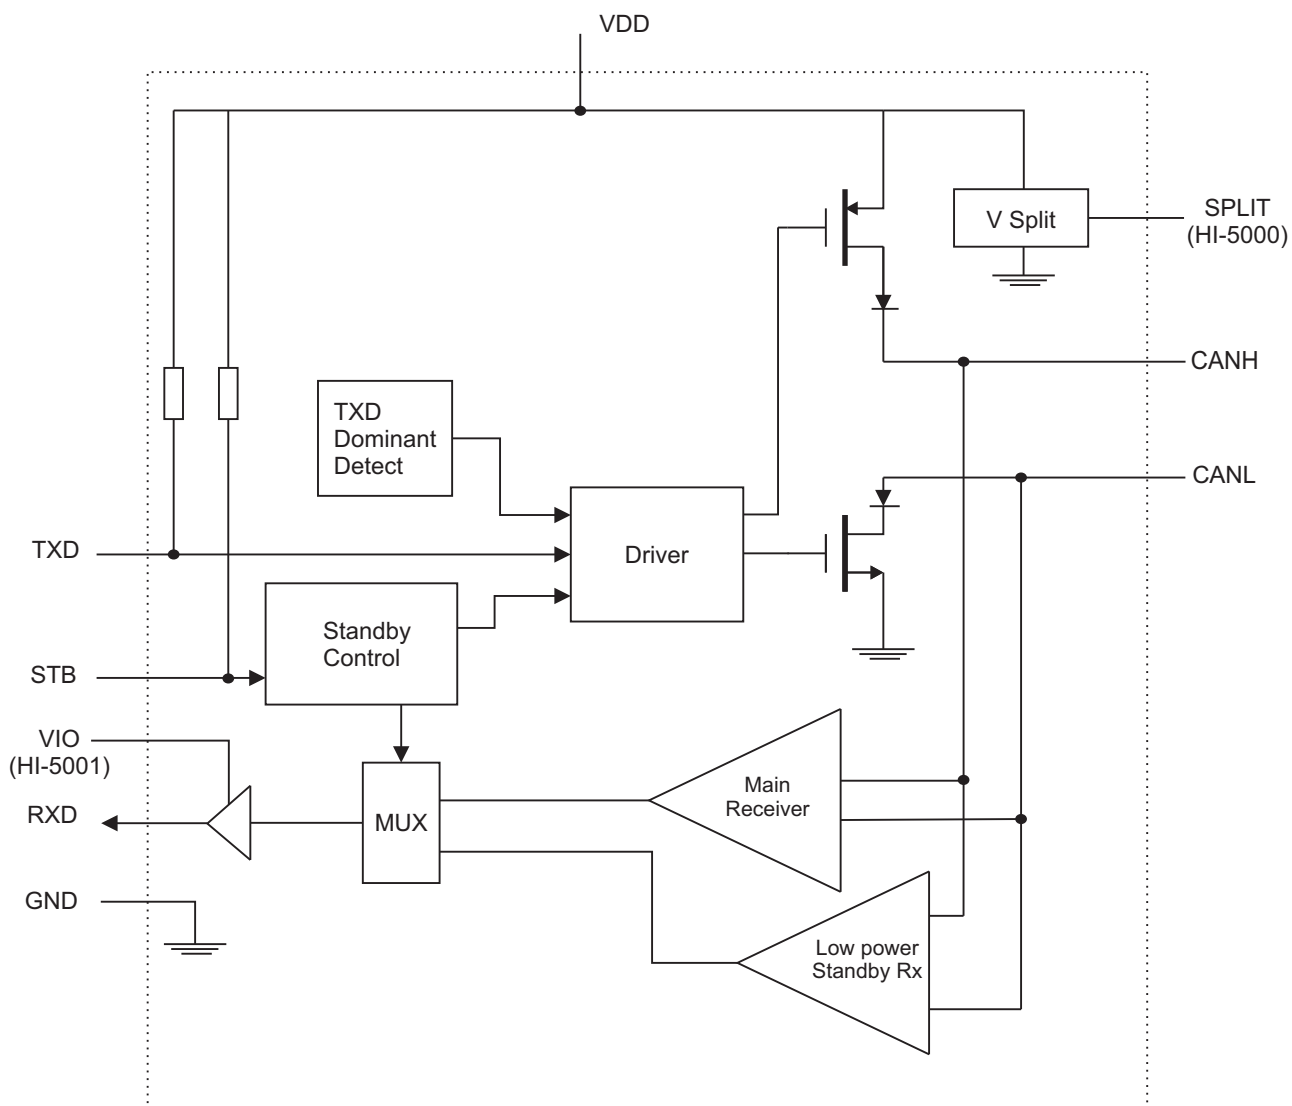 VDD
V Split
SPLIT
(HI-5000)
CANH
TXD
Dominant
Detect
CANL
TXD
Driver
Standby
Control
STB
VIO
(HI-5001)
RXD
MUX
Main
Receiver
GND
Low power
Standby Rx